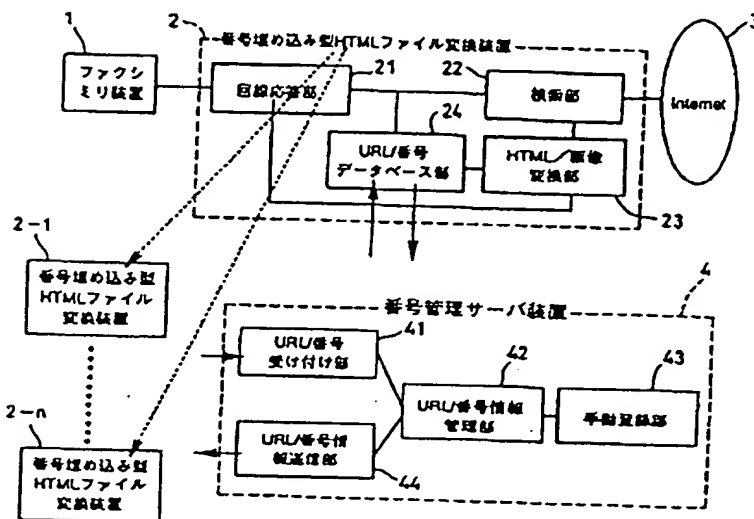 1
ファクシ
ミリ装置
2
番号埋め込み型HTMLファイル変換装置
21
回線応答部
22
検索部
3
Internet
24
URL/番号
データベース部
HTML/画像
変換部
23
2-1
番号埋め込み型
HTMLファイル
変換装置
2-n
番号埋め込み型
HTMLファイル
変換装置
番号管理サーバ装置
4
41
URL/番号
受け付け部
42
URL/番号情報
管理部
43
手動登録部
URL/番号情
報送信部
44